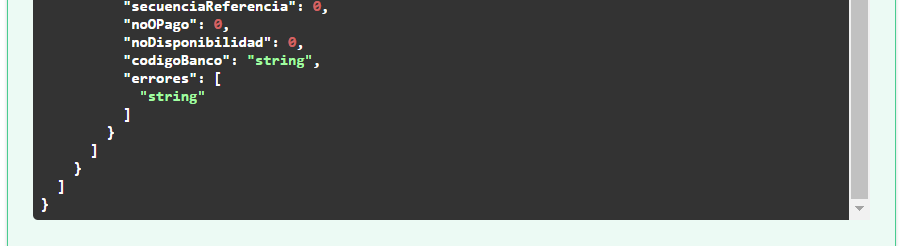 "secuenciaReferencia": 0,
"noOPago": 0,
"noDisponibilidad": 0,
"codigoBanco": "string",
"errores": [
"string"
]
}
]
}
]
}